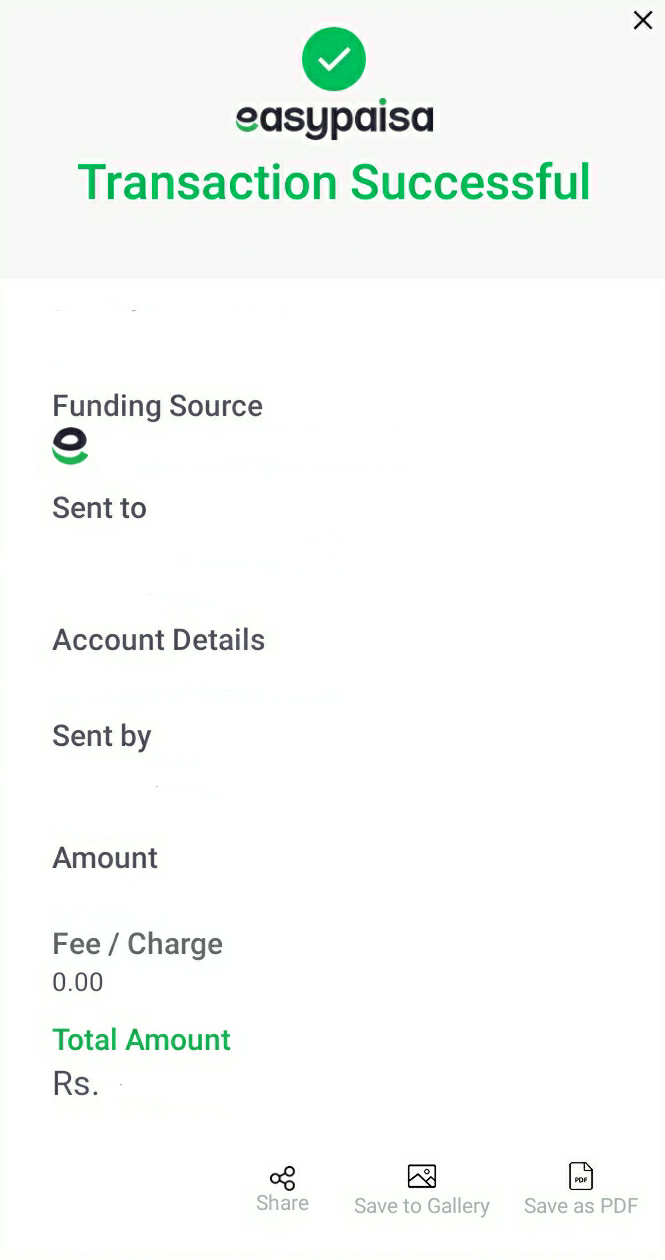 easypaisa
Transaction Successful
Funding Source
e
Sent to
Account Details
Sent by
Amount
Fee / Charge
0.00
Total Amount
Rs.
Share
Save to Gallery
PDF
Save as PDF